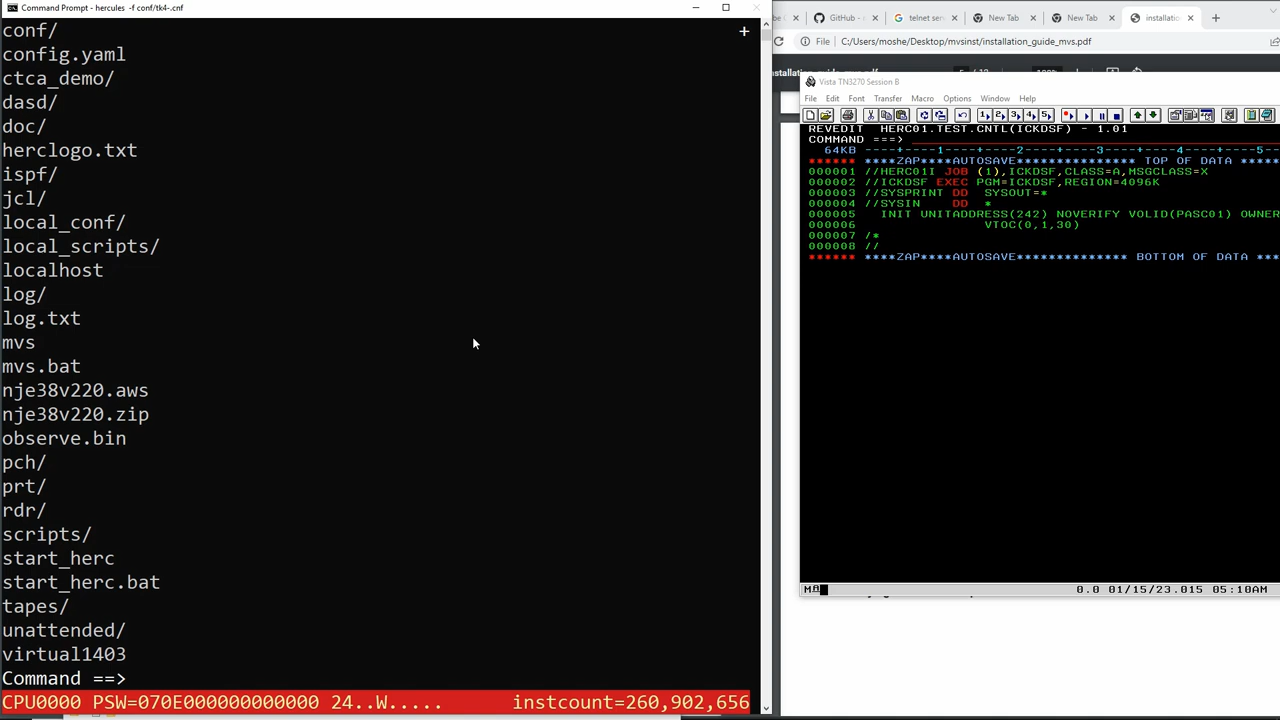 Command Prompt - hercules -f conf/tk4-.cnf
conf/
+
config.yaml
ctca_demo/
dasd/
doc/
herclogo.txt
ispf/
jcl/
local_conf/
local_scripts/
localhost
log/
log.txt
mvs
mvs.bat
nje38v220.aws
nje38v220.zip
observe.bin
pch/
prt/
rdr/
scripts/
start_herc
start_herc.bat
tapes/
unattended/
virtual1403
Command ==>
CPU0000 PSW=070E000000000000 24..W..... instcount=260,902,656
GitHub - telnet ser New Tab New Tab installatio
File C:/Users/moshe/Desktop/mvsinst/installation_guide_mvs.pdf
Vista TN3270 Session B
File Edit Font Transfer Macro Options Window Help
REVEDIT HERC01.TEST.CNTL(ICKDSF) - 1.01
COMMAND ===>
64KB ----+----1----+----2----+----3----+----4----+----5
****** ****ZAP****AUTOSAVE*************** TOP OF DATA *****
000001 //HERC01I JOB (1),ICKDSF,CLASS=A,MSGCLASS=X
000002 //ICKDSF EXEC PGM=ICKDSF,REGION=4096K
000003 //SYSPRINT DD SYSOUT=*
000004 //SYSIN DD *
000005 INIT UNITADDRESS(242) NOVERIFY VOLID(PASC01) OWNER
000006 VTOC(0,1,30)
000007 /*
000008 //
****** ****ZAP****AUTOSAVE************** BOTTOM OF DATA ***
0.0 01/15/23.015 05:10AM